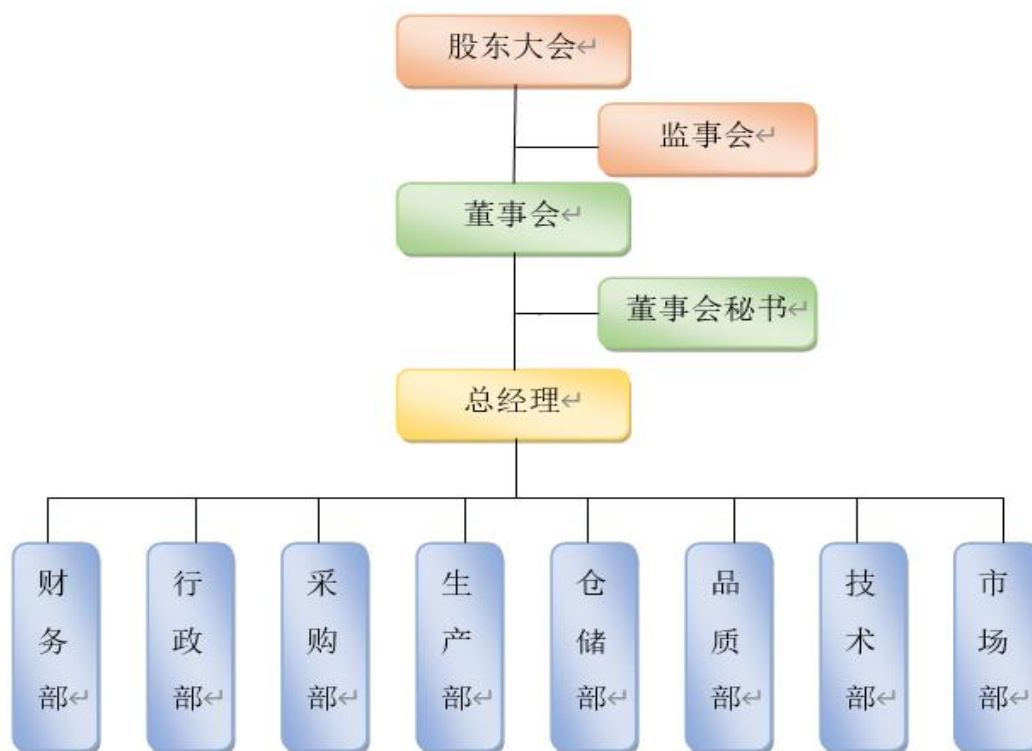 股东大会
监事会
董事会
董事会秘书
总经理
财务部
行政部
采购部
生产部
仓储部
品质部
技术部
市场部